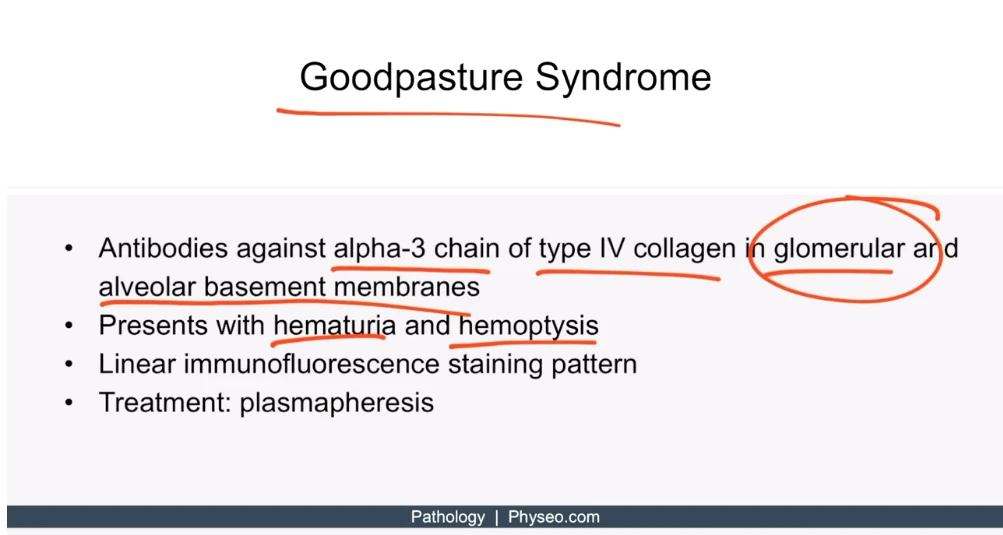 Goodpasture Syndrome
• Antibodies against alpha-3 chain of type IV collagen in glomerular and
alveolar basement membranes
• Presents with hematuria and hemoptysis
• Linear immunofluorescence staining pattern
• Treatment: plasmapheresis
Pathology | Physeo.com